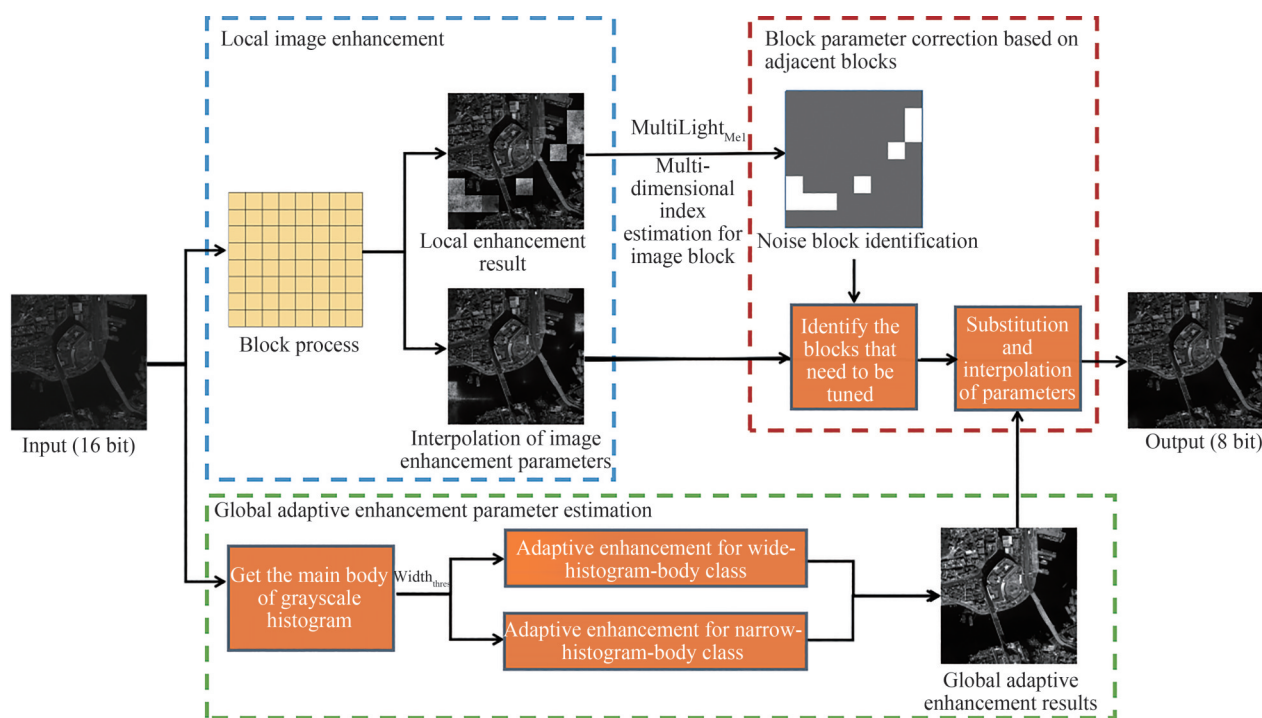 Local image enhancement
Block parameter correction based on
adjacent blocks
MultiLight_Me1
Multi-
dimensional
index
estimation for
image block
Local enhancement
result
Noise block identification
Block process
Identify the
blocks that
need to be
tuned
Substitution
and
interpolation
of parameters
Input (16 bit)
Interpolation of image
enhancement parameters
Output (8 bit)
Global adaptive enhancement parameter estimation
Get the main body
of grayscale
histogram
Width_thres
Adaptive enhancement for wide-
histogram-body class
Adaptive enhancement for narrow-
histogram-body class
Global adaptive
enhancement results